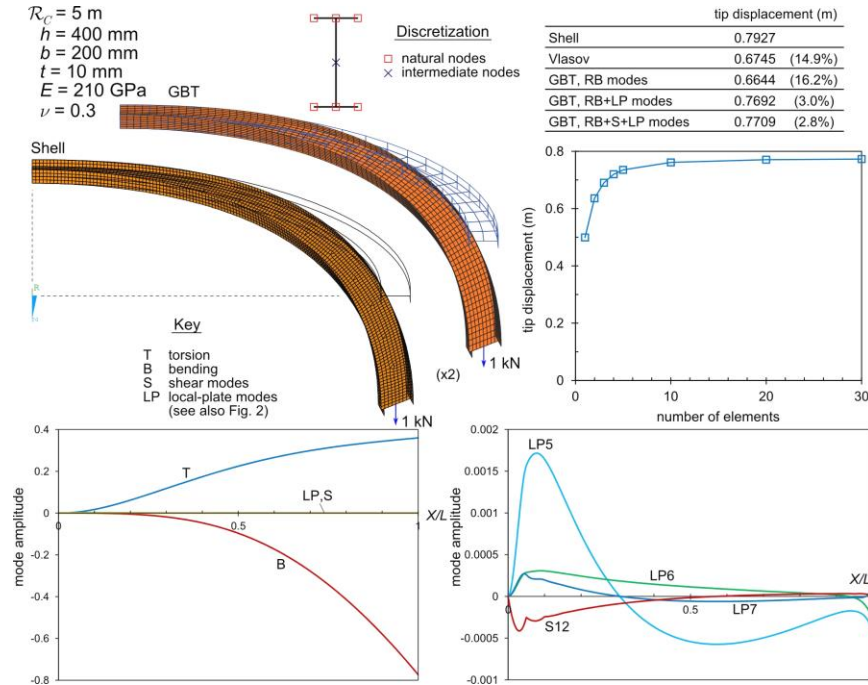 R_C = 5 m
h = 400 mm
b = 200 mm
t = 10 mm
E = 210 GPa
ν = 0.3
Discretization
natural nodes
intermediate nodes
GBT
Shell
Key
T torsion
B bending
S shear modes
LP local-plate modes
(see also Fig. 2)
(x2)
1 kN
1 kN
tip displacement (m)
Shell 0.7927
Vlasov 0.6745 (14.9%)
GBT, RB modes 0.6644 (16.2%)
GBT, RB+LP modes 0.7692 (3.0%)
GBT, RB+S+LP modes 0.7709 (2.8%)
tip displacement (m)
0.8
0.6
0.4
0.2
0
0 10 20 30
number of elements
mode amplitude
0.4
0.2
0
-0.2
-0.4
-0.6
-0.8
0 0.5 1
T
LP,S
X/L
B
mode amplitude
0.002
0.0015
0.001
0.0005
0
-0.0005
-0.001
LP5
LP6
X/L
0 0.5
LP7
S12